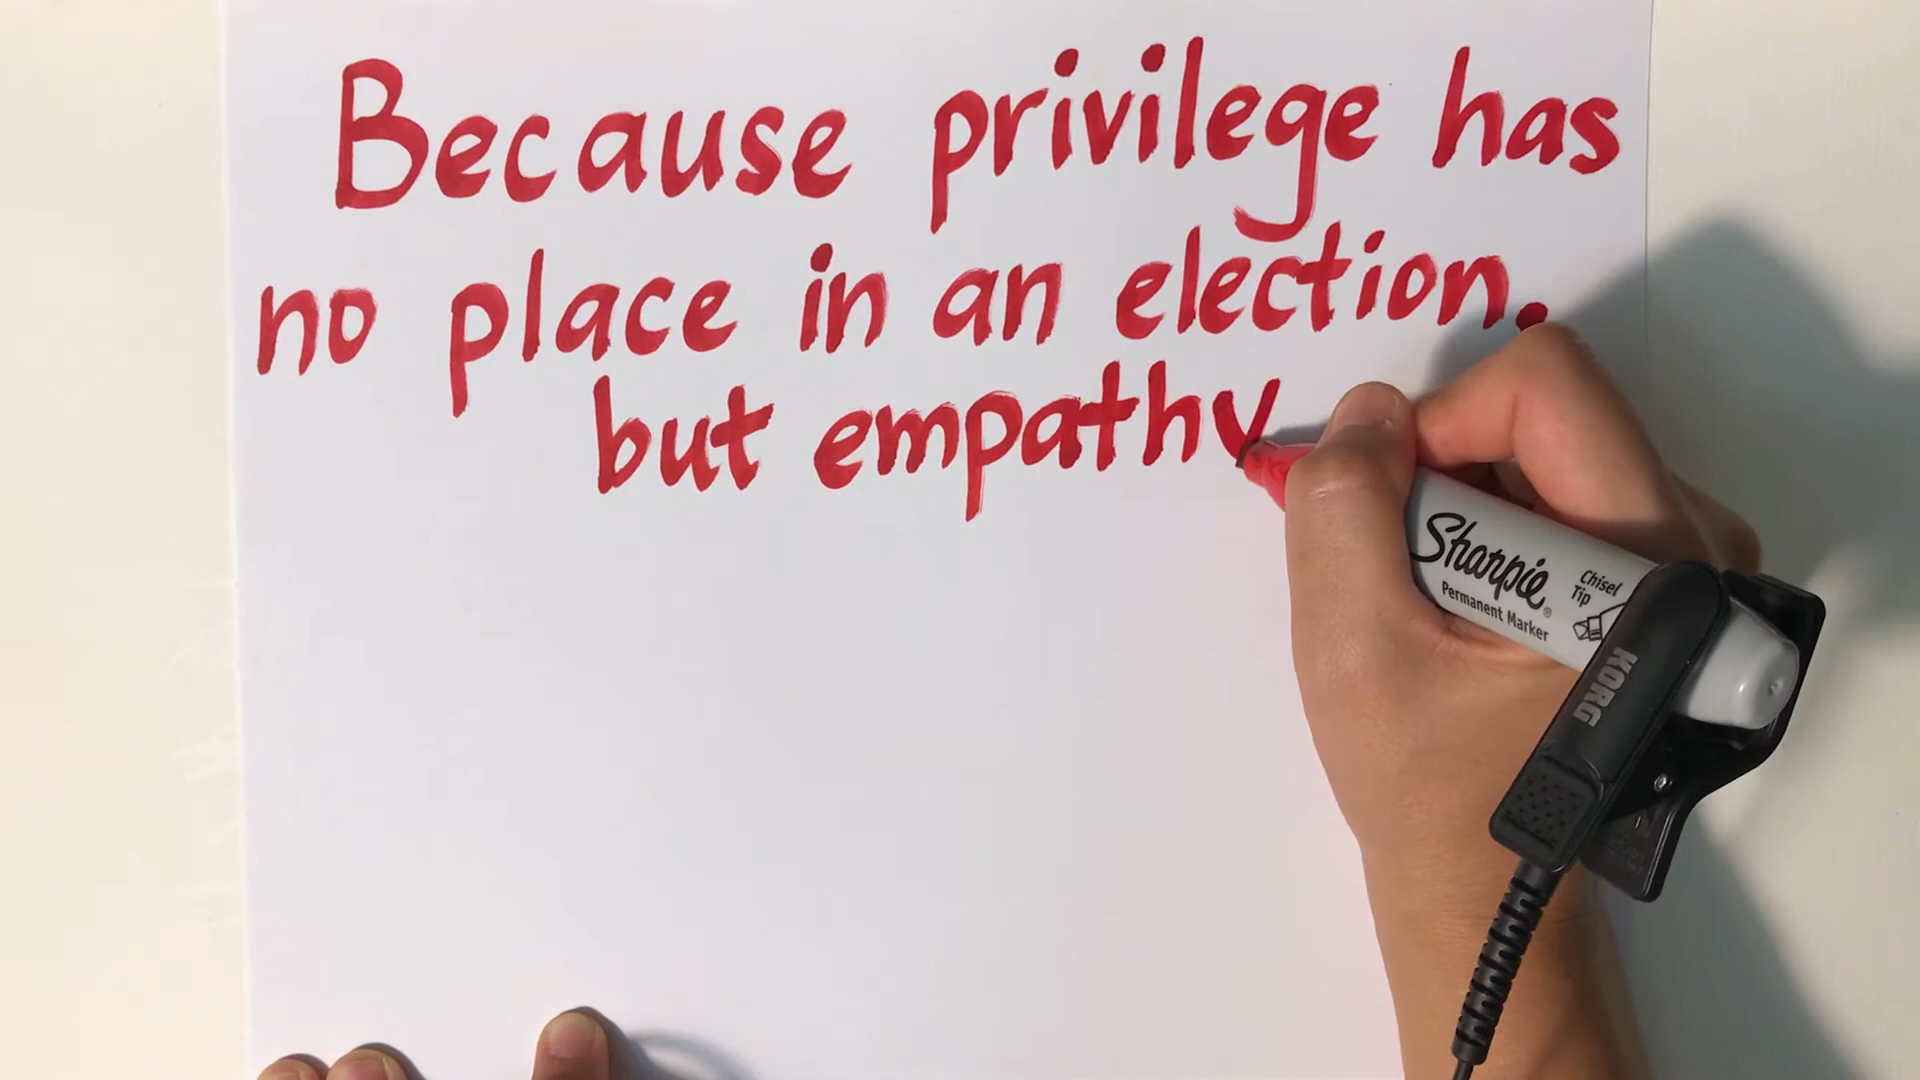 Because privilege has
no place in an election.
but empathy
Sharpie®
Permanent Marker
Chisel
Tip
KORG